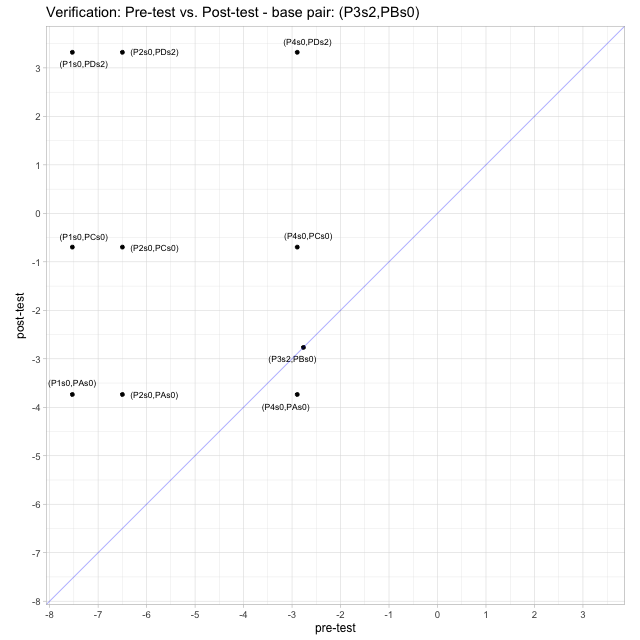 Verification: Pre-test vs. Post-test - base pair: (P3s2,PBs0)
(P4s0,PDs2)
(P2s0,PDs2)
(P1s0,PDs2)
3
2
1
0
(P1s0,PCs0)
(P4s0,PCs0)
(P2s0,PCs0)
-1
-2
post-test
-3
(P3s2,PBs0)
(P1s0,PAs0)
(P2s0,PAs0)
(P4s0,PAs0)
-4
-5
-6
-7
-8
-8 -7 -6 -5 -4 -3 -2 -1 0 1 2 3
pre-test